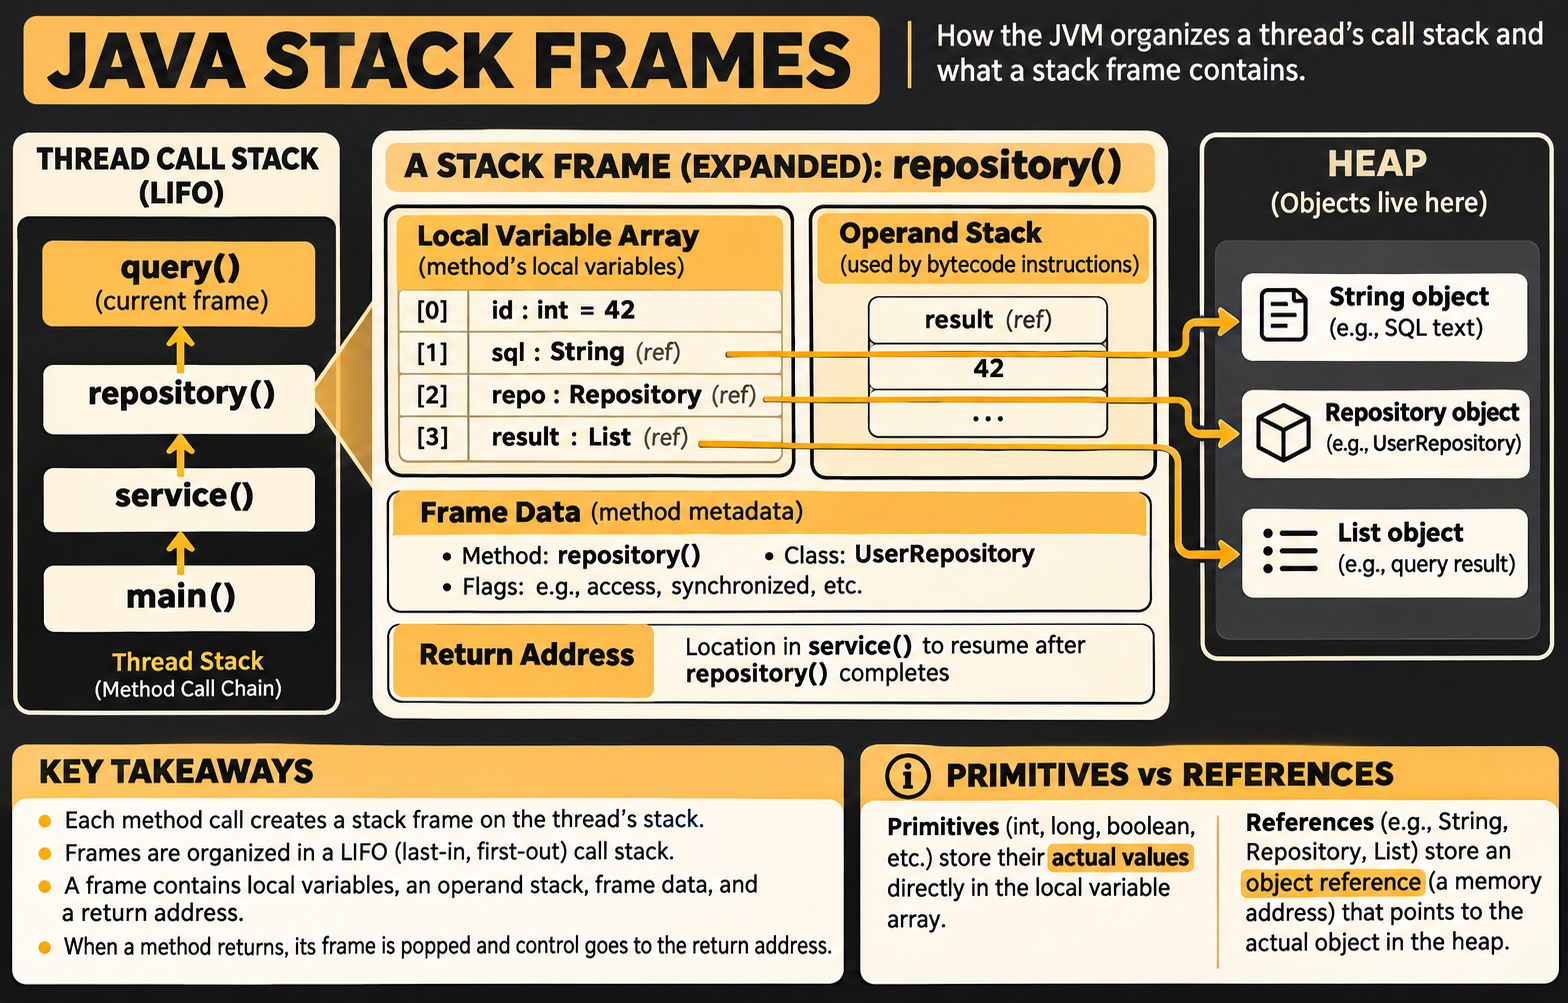 JAVA STACK FRAMES
How the JVM organizes a thread's call stack and
what a stack frame contains.
THREAD CALL STACK
(LIFO)
query()
(current frame)
repository()
service()
main()
Thread Stack
(Method Call Chain)
A STACK FRAME (EXPANDED): repository()
Local Variable Array
(method's local variables)
[0] id : int = 42
[1] sql : String (ref)
[2] repo : Repository (ref)
[3] result : List (ref)
Operand Stack
(used by bytecode instructions)
result (ref)
42
...
Frame Data (method metadata)
• Method: repository() • Class: UserRepository
• Flags: e.g., access, synchronized, etc.
Return Address
Location in service() to resume after
repository() completes
HEAP
(Objects live here)
String object
(e.g., SQL text)
Repository object
(e.g., UserRepository)
List object
(e.g., query result)
KEY TAKEAWAYS
• Each method call creates a stack frame on the thread's stack.
• Frames are organized in a LIFO (last-in, first-out) call stack.
• A frame contains local variables, an operand stack, frame data, and
a return address.
• When a method returns, its frame is popped and control goes to the return address.
i PRIMITIVES vs REFERENCES
Primitives (int, long, boolean,
etc.) store their actual values
directly in the local variable
array.
References (e.g., String,
Repository, List) store an
object reference (a memory
address) that points to the
actual object in the heap.